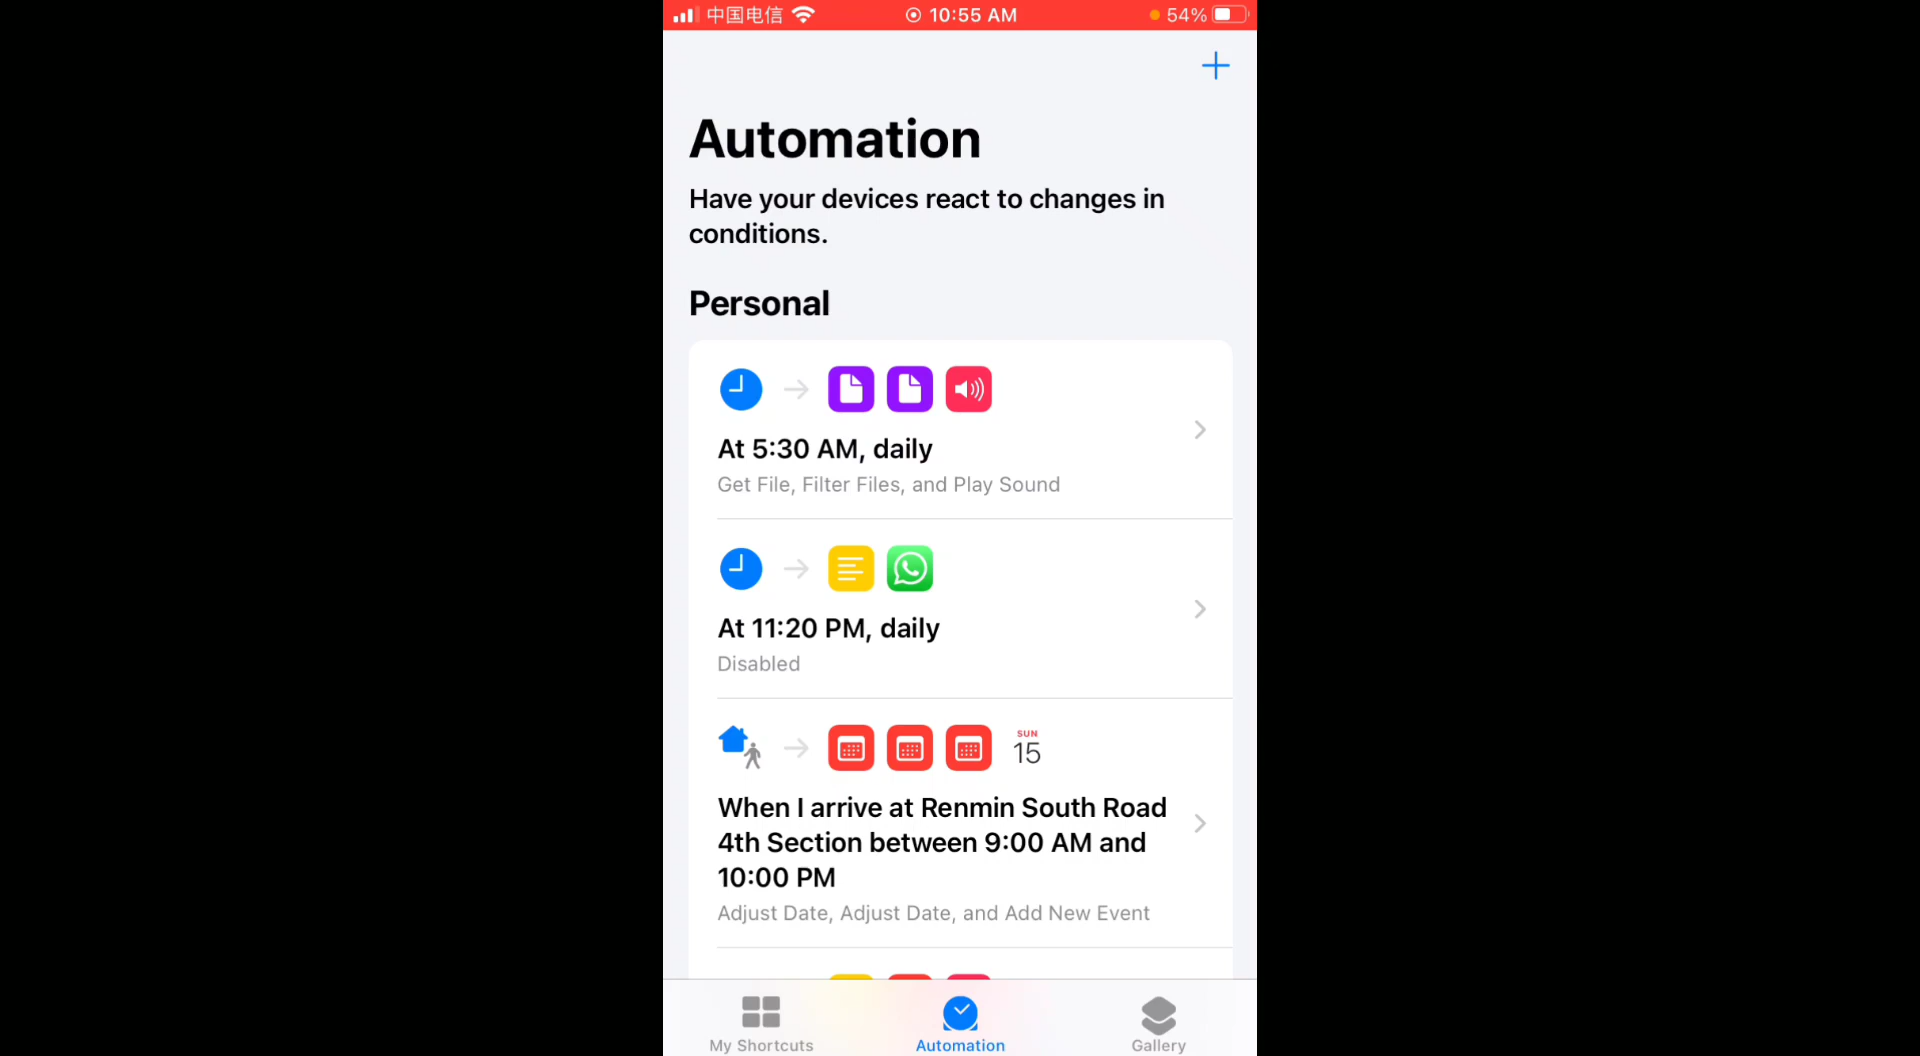 中国电信 10:55 AM 54%
Automation
Have your devices react to changes in
conditions.
Personal
At 5:30 AM, daily
Get File, Filter Files, and Play Sound
At 11:20 PM, daily
Disabled
SUN
15
When I arrive at Renmin South Road
4th Section between 9:00 AM and
10:00 PM
Adjust Date, Adjust Date, and Add New Event
My Shortcuts Automation Gallery